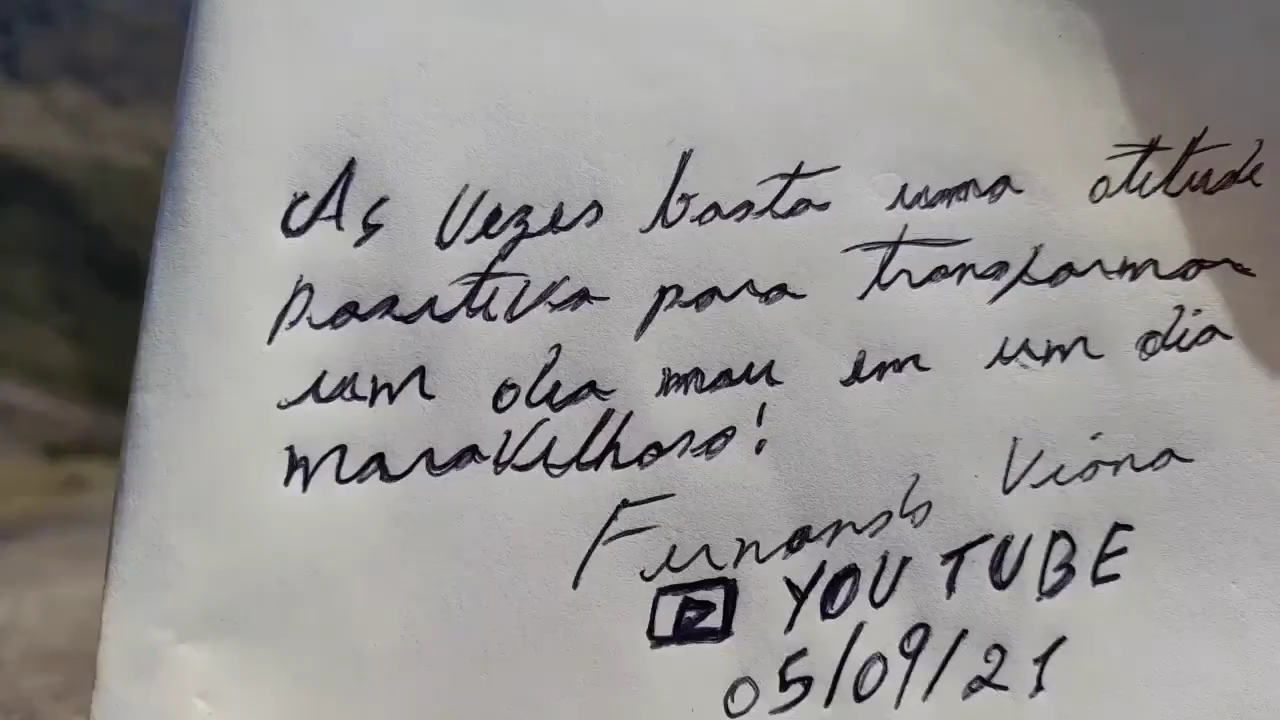 As vezes basta uma atitude
positiva para transformar
um dia mau em um dia
maravilhoso!
Fernando Viana
YOUTUBE
05/09/21